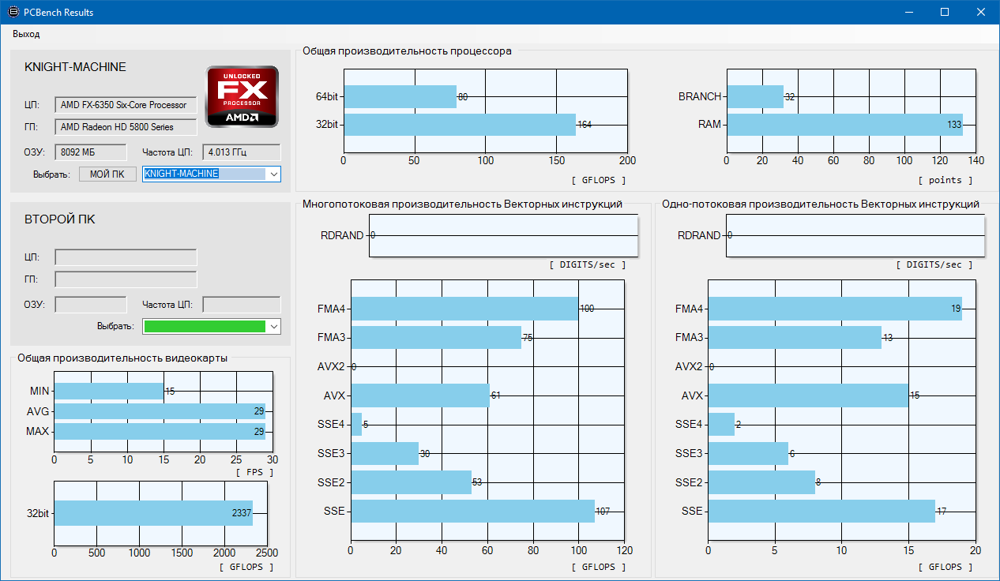 PCBench Results
Выход
KNIGHT-MACHINE
UNLOCKED
FX
PROCESSOR
AMD
ЦП: AMD FX-6350 Six-Core Processor
ГП: AMD Radeon HD 5800 Series
ОЗУ: 8092 МБ Частота ЦП: 4.013 ГГц
Выбрать: МОЙ ПК KNIGHT-MACHINE
Общая производительность процессора
64bit 80
32bit 164
0 50 100 150 200
[ GFLOPS ]
BRANCH 32
RAM 133
0 20 40 60 80 100 120 140
[ points ]
ВТОРОЙ ПК
ЦП:
ГП:
ОЗУ: Частота ЦП:
Выбрать:
Общая производительность видеокарты
MIN 15
AVG 29
MAX 29
0 5 10 15 20 25 30
[ FPS ]
32bit 2337
0 500 1000 1500 2000 2500
[ GFLOPS ]
Многопотоковая производительность Векторных инструкций
RDRAND 0
[ DIGITS/sec ]
FMA4 100
FMA3 75
AVX2 0
AVX 61
SSE4 5
SSE3 30
SSE2 53
SSE 107
0 20 40 60 80 100 120
[ GFLOPS ]
Одно-потоковая производительность Векторных инструкций
RDRAND 0
[ DIGITS/sec ]
FMA4 19
FMA3 13
AVX2 0
AVX 15
SSE4 2
SSE3 6
SSE2 8
SSE 17
0 5 10 15 20
[ GFLOPS ]